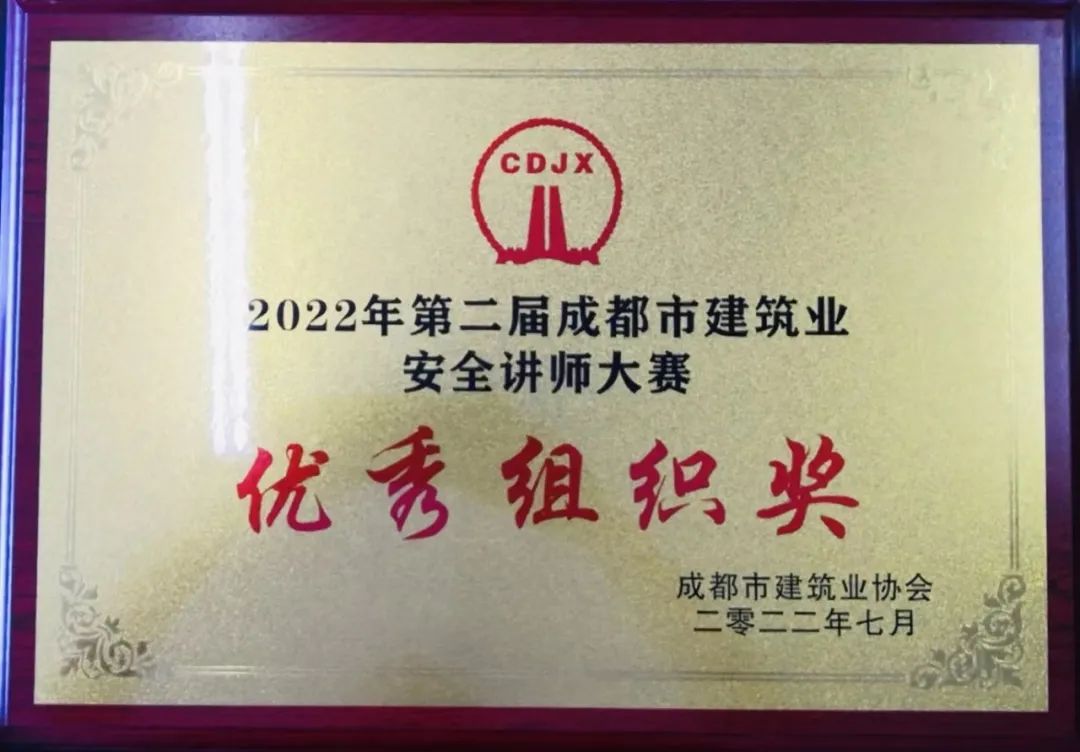 CDJX
2022年第二届成都市建筑业
安全讲师大赛
优秀组织奖
成都市建筑业协会
二零二二年七月